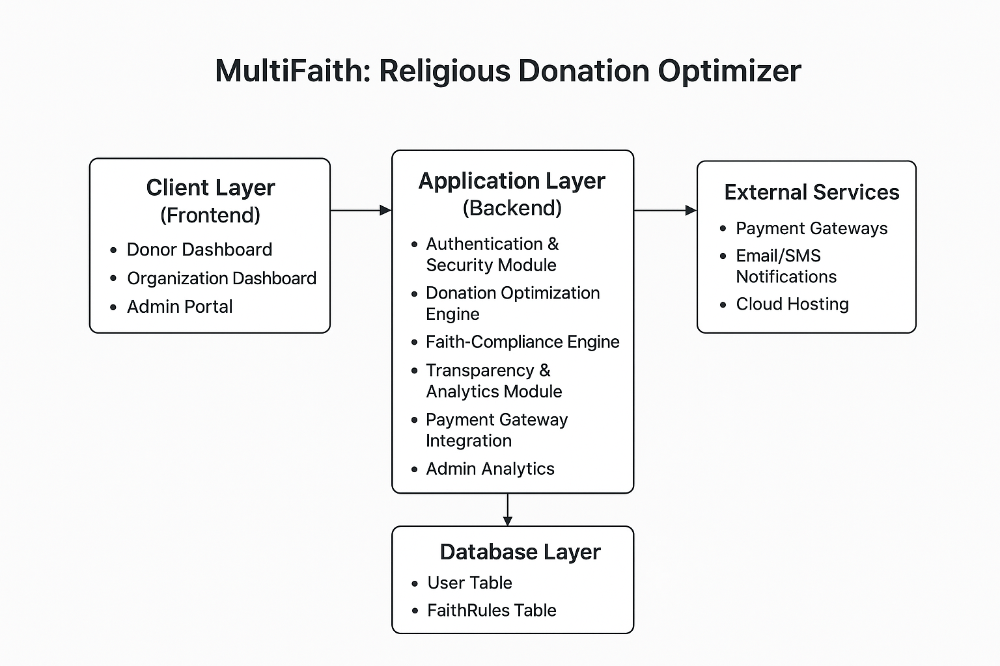 MultiFaith: Religious Donation Optimizer
Client Layer
(Frontend)
• Donor Dashboard
• Organization Dashboard
• Admin Portal
Application Layer
(Backend)
• Authentication &
Security Module
• Donation Optimization
Engine
• Faith-Compliance Engine
• Transparency &
Analytics Module
• Payment Gateway
Integration
• Admin Analytics
External Services
• Payment Gateways
• Email/SMS
Notifications
• Cloud Hosting
Database Layer
• User Table
• FaithRules Table